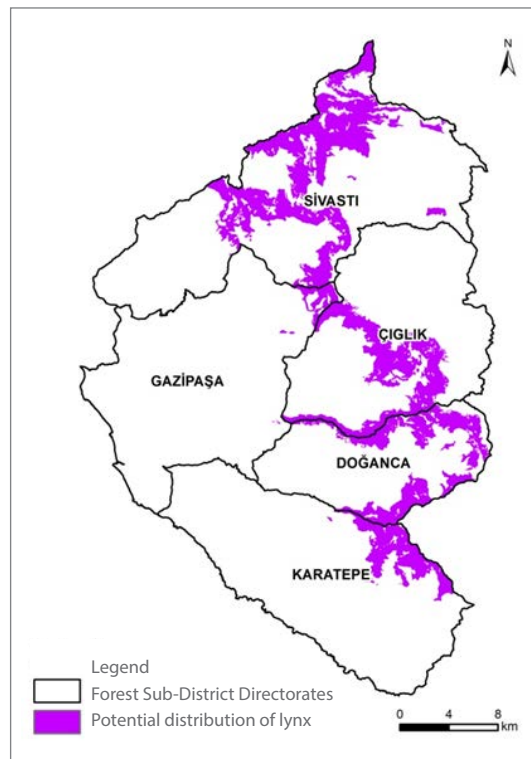 N
SİVASTI
ÇIGLIK
GAZİPAŞA
DOĞANCA
KARATEPE
Legend
Forest Sub-District Directorates
Potential distribution of lynx
0 4 8
km